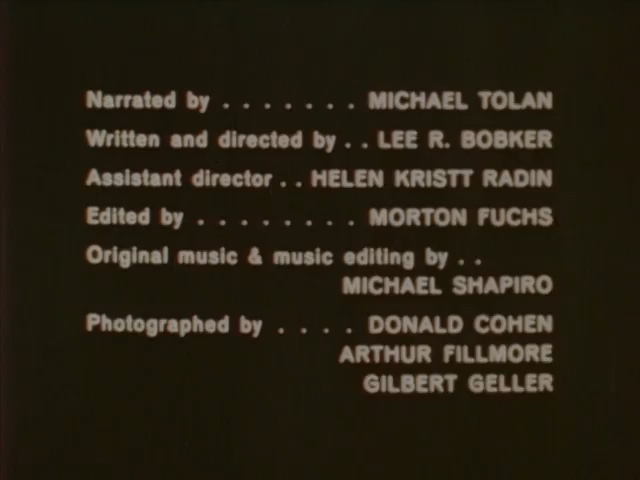 Narrated by . . . . . . . MICHAEL TOLAN
Written and directed by . . LEE R. BOBKER
Assistant director . . HELEN KRISTT RADIN
Edited by . . . . . . . . MORTON FUCHS
Original music & music editing by . .
MICHAEL SHAPIRO
Photographed by . . . . DONALD COHEN
ARTHUR FILLMORE
GILBERT GELLER